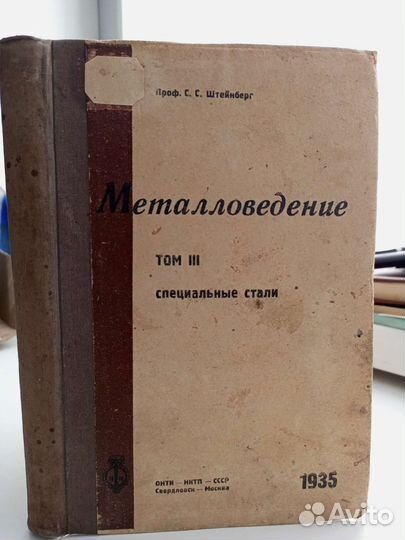 Проф. С. С. Штейнберг
Металловедение
ТОМ III
специальные стали
ОНТИ — НКТП — СССР
Свердловск — Москва
1935
Avito